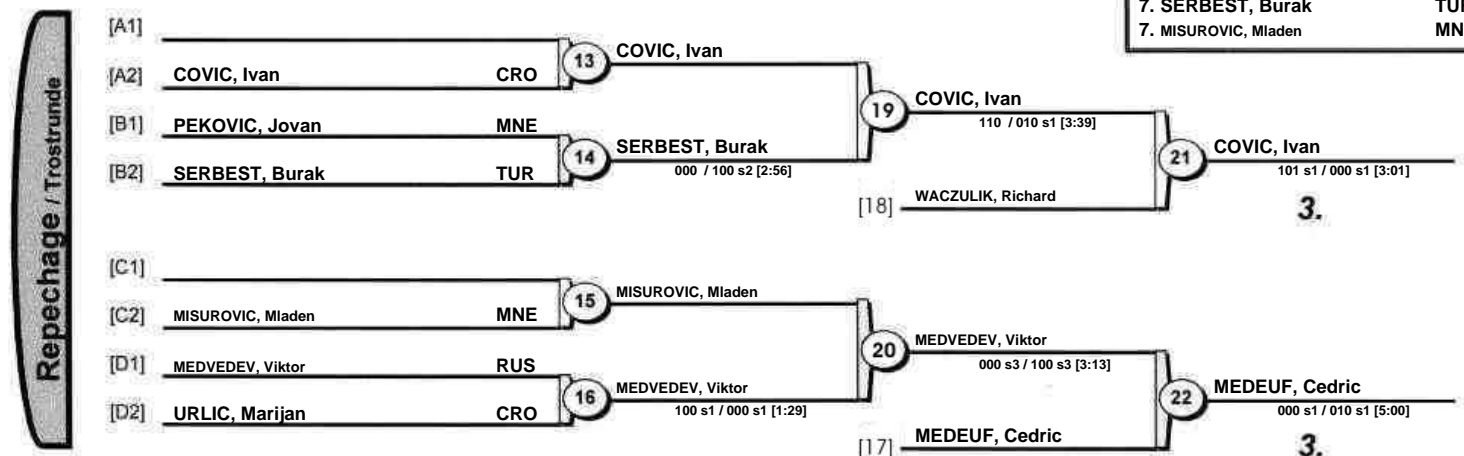 7. SERBEST, Burak
7. MISUROVIC, Mladen MN
Repechage / Trostrunde
[A1]
[A2] COVIC, Ivan CRO
13 COVIC, Ivan
[B1] PEKOVIC, Jovan MNE
[B2] SERBEST, Burak TUR
14 SERBEST, Burak
000 / 100 s2 [2:56]
19 COVIC, Ivan
110 / 010 s1 [3:39]
[18] WACZULIK, Richard
21 COVIC, Ivan
101 s1 / 000 s1 [3:01]
3.
[C1]
[C2] MISUROVIC, Mladen MNE
15 MISUROVIC, Mladen
[D1] MEDVEDEV, Viktor RUS
[D2] URLIC, Marijan CRO
16 MEDVEDEV, Viktor
100 s1 / 000 s1 [1:29]
20 MEDVEDEV, Viktor
000 s3 / 100 s3 [3:13]
[17] MEDEUF, Cedric
22 MEDEUF, Cedric
000 s1 / 010 s1 [5:00]
3.